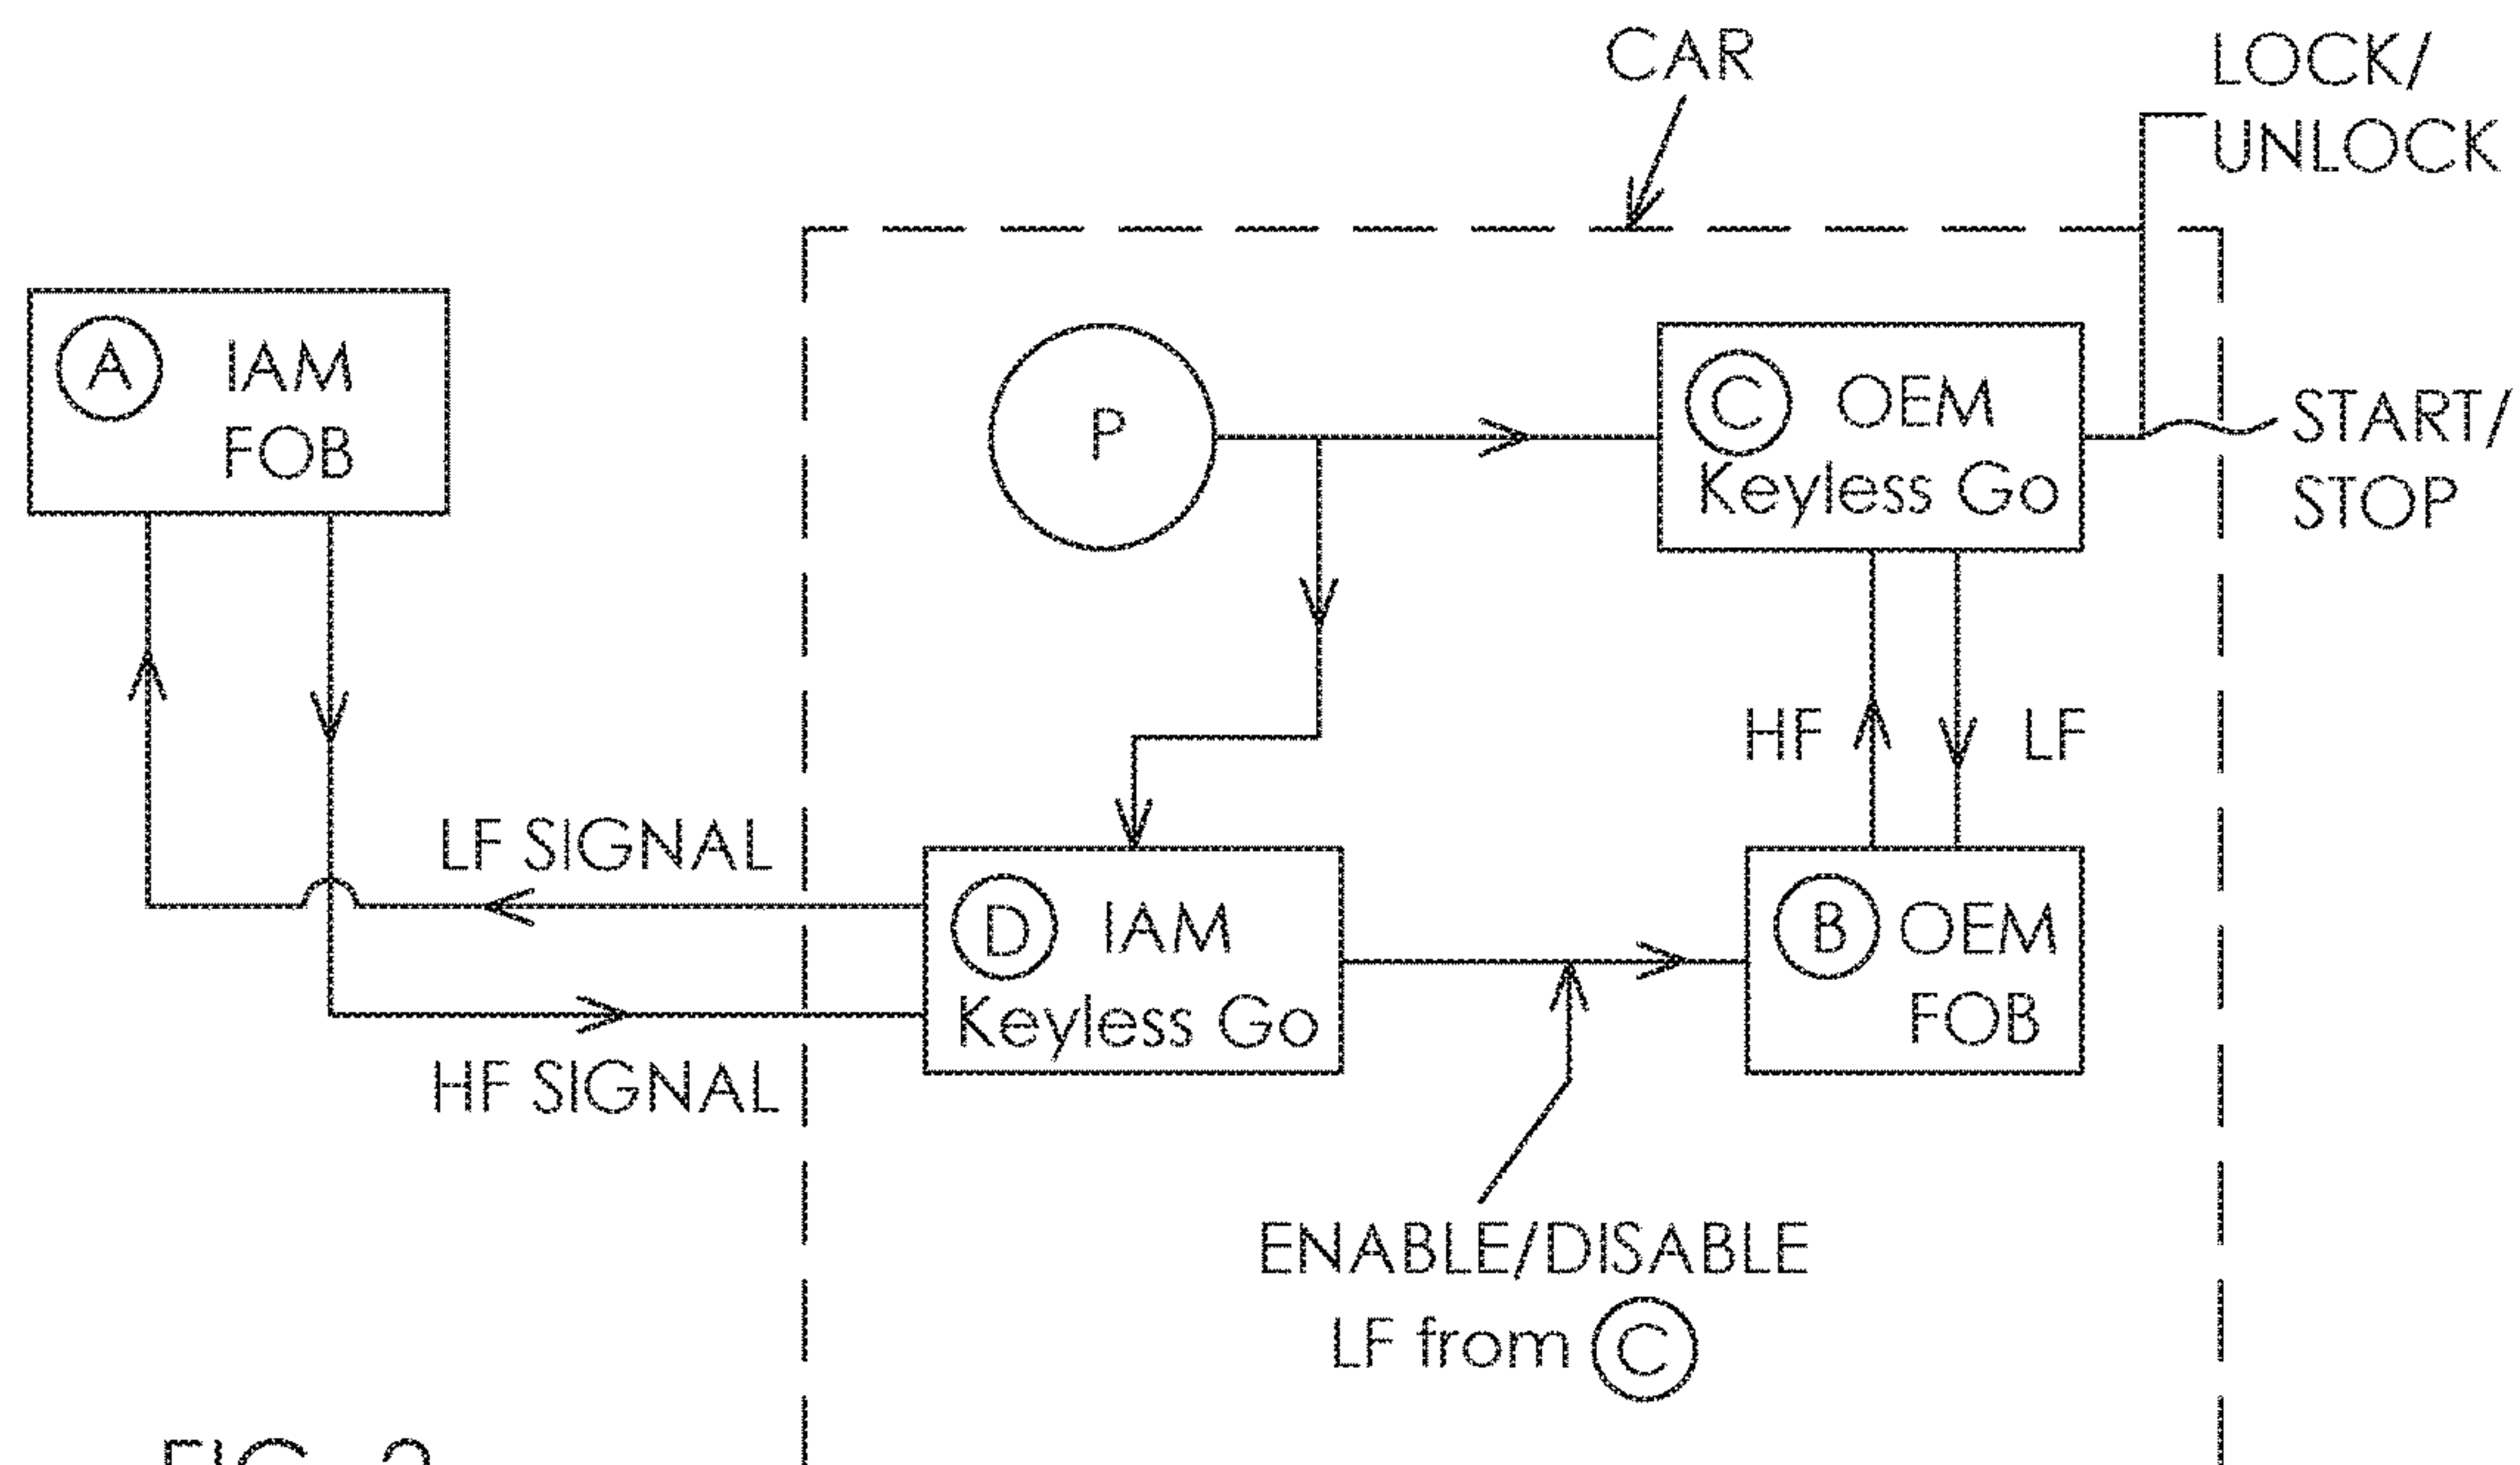 CAR
LOCK/
UNLOCK
A IAM
FOB
P
C OEM
Keyless Go
START/
STOP
HF
LF
LF SIGNAL
D IAM
Keyless Go
B OEM
FOB
HF SIGNAL
ENABLE/DISABLE
LF from C
FIG.